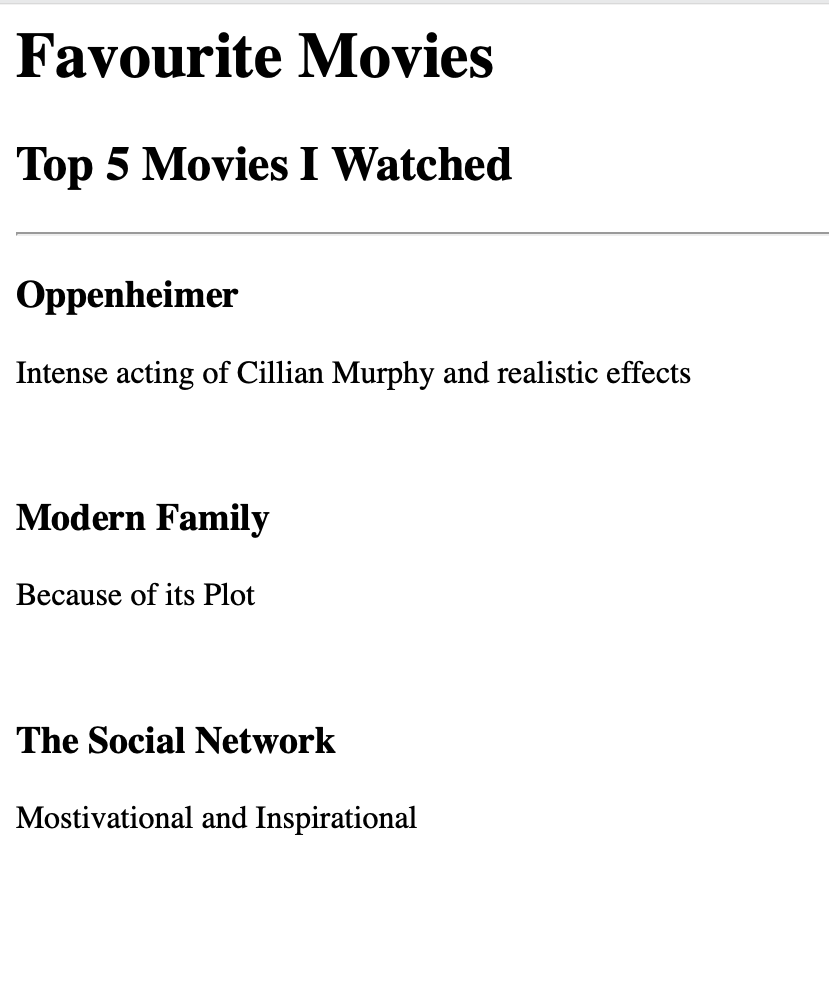 Favourite Movies
Top 5 Movies I Watched
Oppenheimer
Intense acting of Cillian Murphy and realistic effects
Modern Family
Because of its Plot
The Social Network
Mostivational and Inspirational